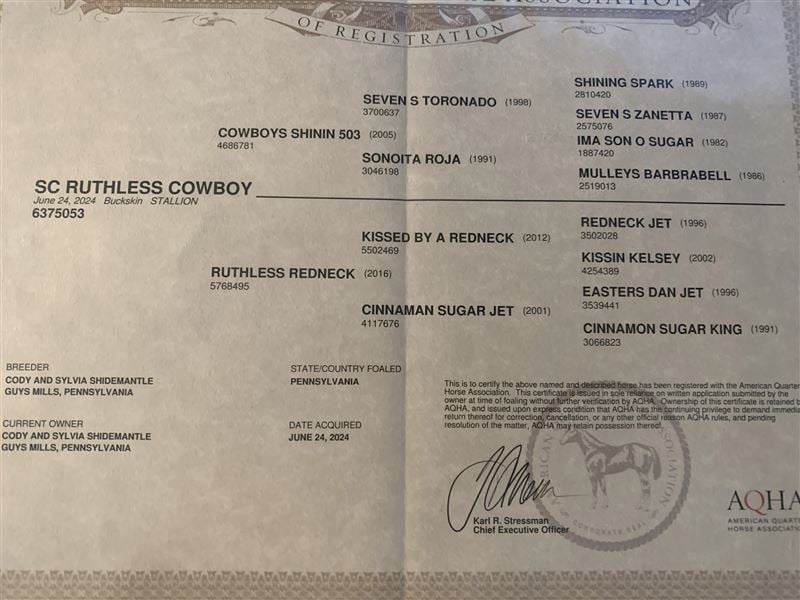 ASSOCIATION
OF REGISTRATION
SHINING SPARK (1989)
2810420
SEVEN S TORONADO (1998)
3700637
SEVEN S ZANETTA (1987)
2575076
COWBOYS SHININ 503 (2005)
4686781
IMA SON O SUGAR (1982)
1887420
SONOITA ROJA (1991)
3046198
MULLEYS BARBRABELL (1986)
2519013
SC RUTHLESS COWBOY
June 24, 2024 Buckskin STALLION
6375053
REDNECK JET (1996)
3502028
KISSED BY A REDNECK (2012)
5502469
KISSIN KELSEY (2002)
4254389
RUTHLESS REDNECK (2016)
5768495
EASTERS DAN JET (1996)
3539441
CINNAMAN SUGAR JET (2001)
4117676
CINNAMON SUGAR KING (1991)
3066823
BREEDER
CODY AND SYLVIA SHIDEMANTLE
GUYS MILLS, PENNSYLVANIA
STATE/COUNTRY FOALED
PENNSYLVANIA
CURRENT OWNER
CODY AND SYLVIA SHIDEMANTLE
GUYS MILLS, PENNSYLVANIA
DATE ACQUIRED
JUNE 24, 2024
This is to certify the above named and described horse has been registered with the American Quarter
Horse Association. This certificate is issued in sole reliance on written application submitted by the
owner at time of foaling without further verification by AQHA. Ownership of this certificate is retained b
AQHA, and issued upon express condition that AQHA has the continuing privilege to demand immedia
return thereof for correction, cancellation, or any other official reason AQHA rules, and pending
resolution of the matter, AQHA may retain possession thereof.
Karl R. Stressman
Chief Executive Officer
CORPORATE SEAL
AQHA
AMERICAN QUARTE
HORSE ASSOCIATIO